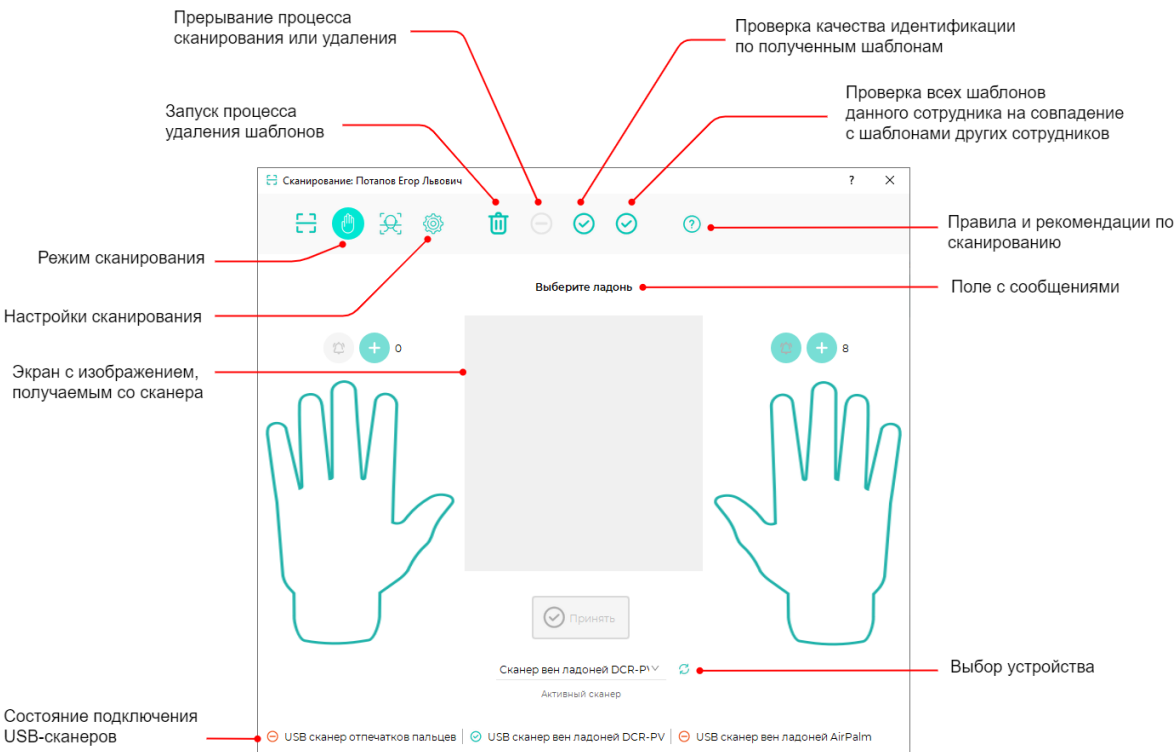 Прерывание процесса
сканирования или удаления
Проверка качества идентификации
по полученным шаблонам
Запуск процесса
удаления шаблонов
Проверка всех шаблонов
данного сотрудника на совпадение
с шаблонами других сотрудников
Сканирование: Потапов Егор Львович
?
?
Правила и рекомендации по
сканированию
Режим сканирования
Выберите ладонь
Поле с сообщениями
Настройки сканирования
0
8
Экран с изображением,
получаемым со сканера
Принять
Сканер вен ладоней DCR-PV
Активный сканер
Выбор устройства
Состояние подключения
USB-сканеров
USB сканер отпечатков пальцев
USB сканер вен ладоней DCR-PV
USB сканер вен ладоней AirPalm